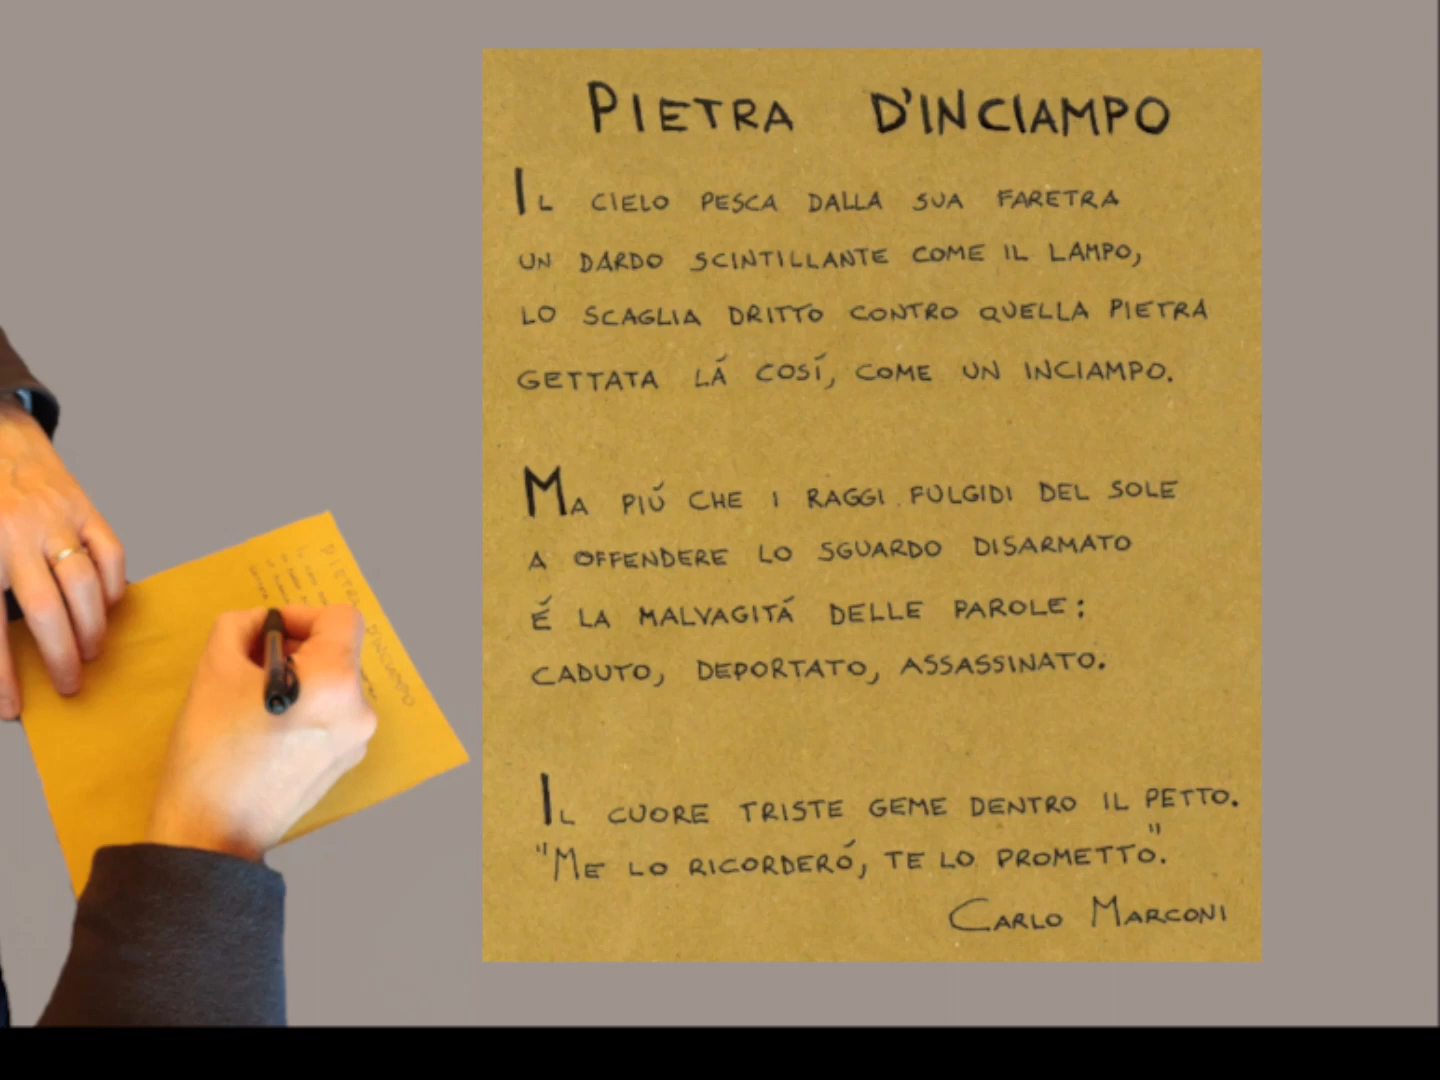 PIETRA D'INCIAMPO
IL CIELO PESCA DALLA SUA FARETRA
UN DARDO SCINTILLANTE COME IL LAMPO,
LO SCAGLIA DRITTO CONTRO QUELLA PIETRA
GETTATA LÁ COSÍ, COME UN INCIAMPO.
MA PIÚ CHE I RAGGI FULGIDI DEL SOLE
A OFFENDERE LO SGUARDO DISARMATO
É LA MALVAGITÁ DELLE PAROLE:
CADUTO, DEPORTATO, ASSASSINATO.
IL CUORE TRISTE GEME DENTRO IL PETTO.
"ME LO RICORDERÓ, TE LO PROMETTO".
CARLO MARCONI
PIETRA D'INCIAMPO